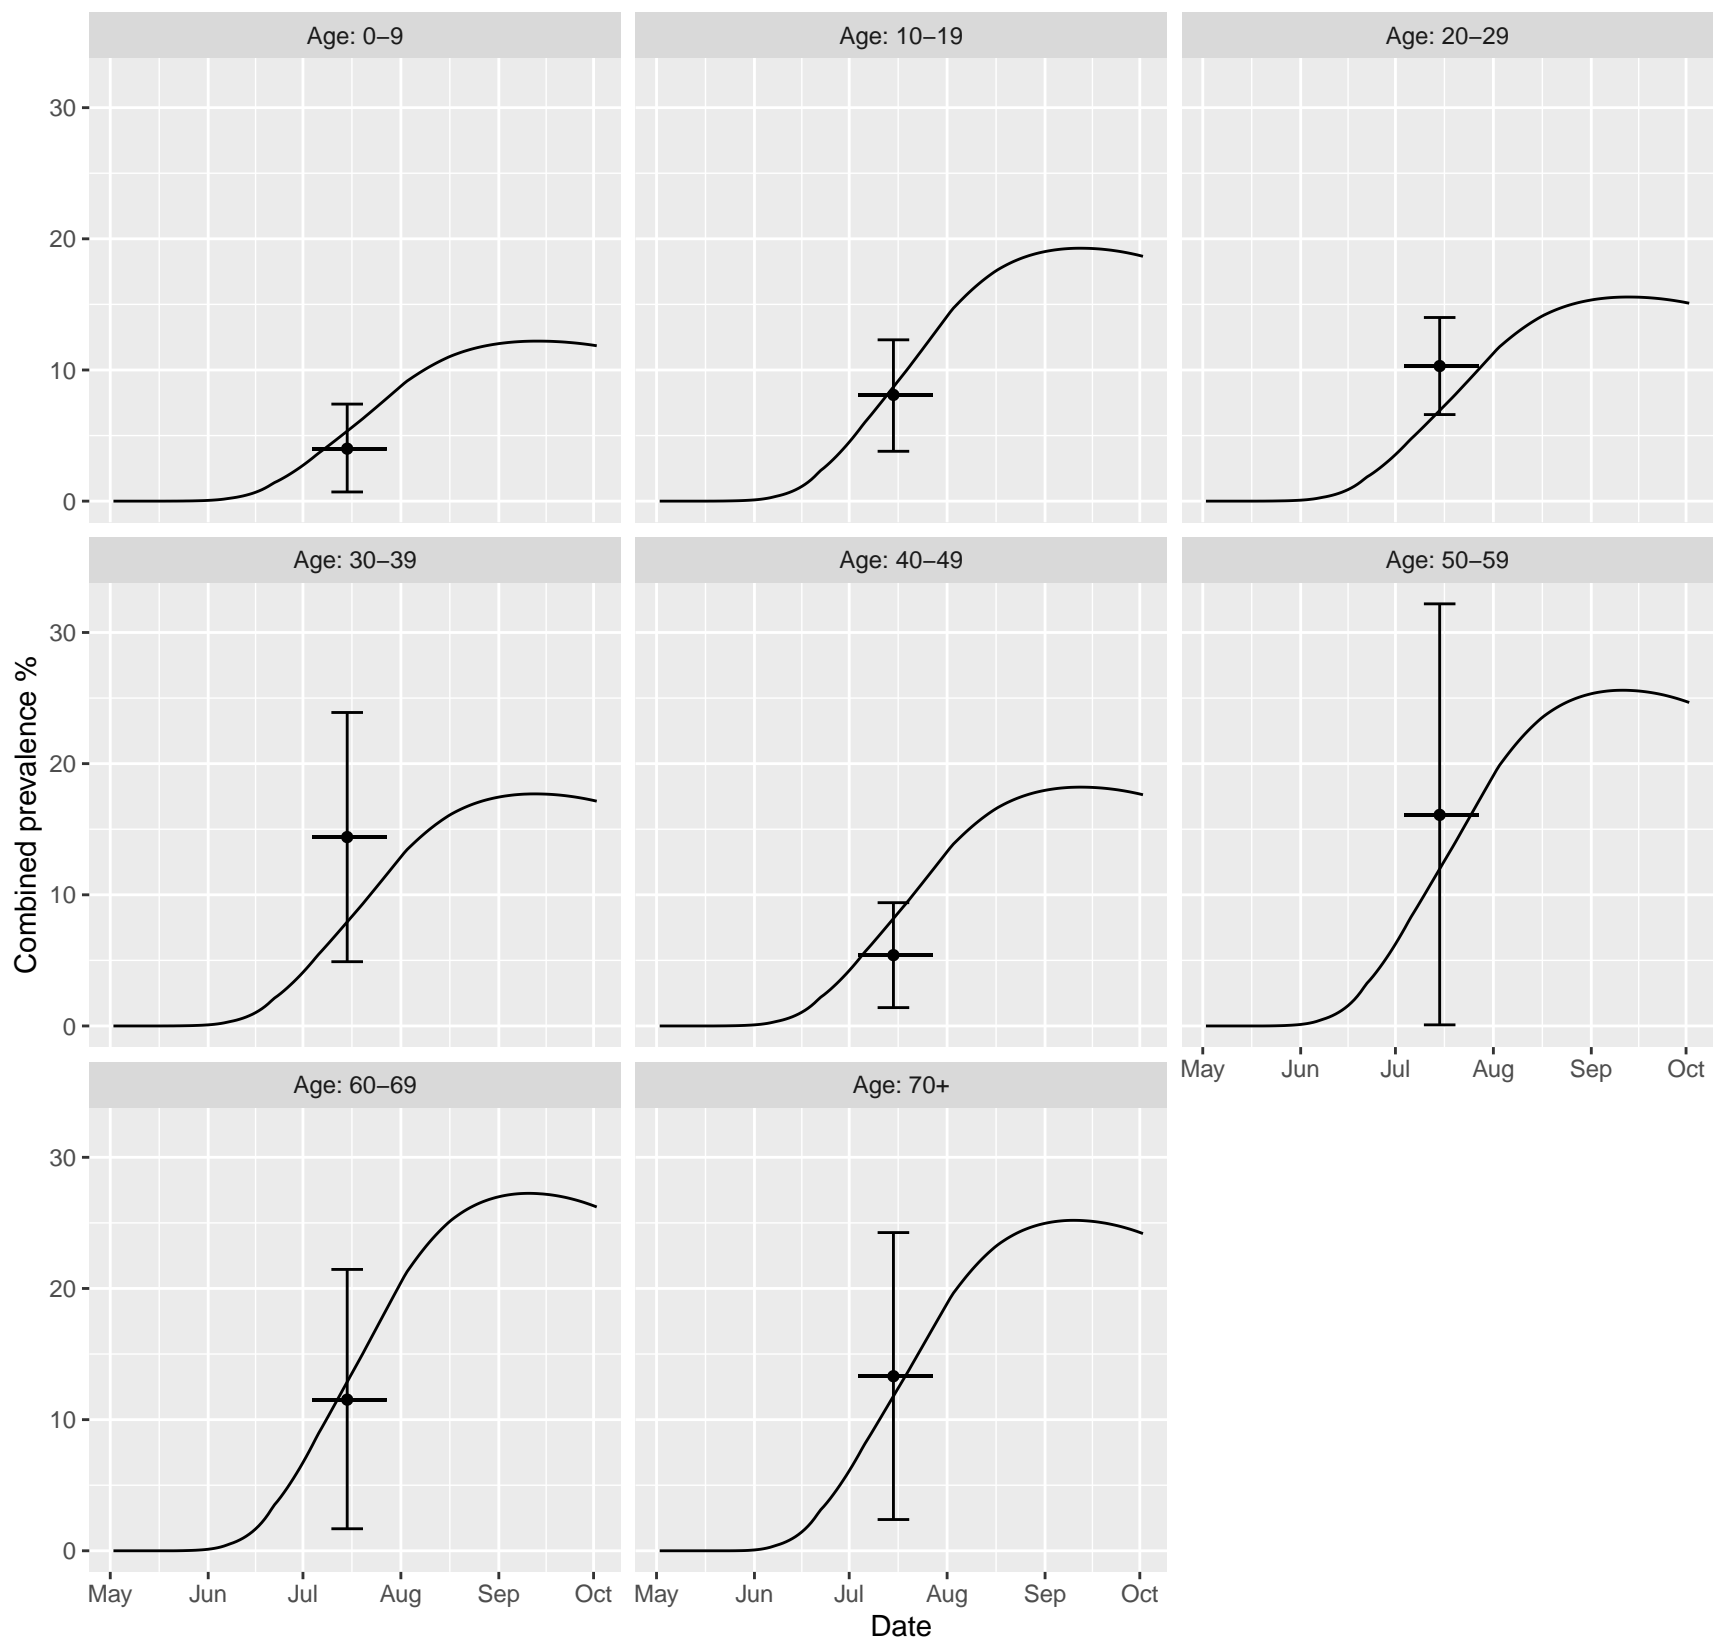 Age: 0–9
Age: 10–19
Age: 20–29
30
20
10
0
Age: 30–39
Age: 40–49
Age: 50–59
30
20
10
0
May Jun Jul Aug Sep Oct
Age: 60–69
Age: 70+
30
20
10
0
May Jun Jul Aug Sep Oct
May Jun Jul Aug Sep Oct
Date
Combined prevalence %